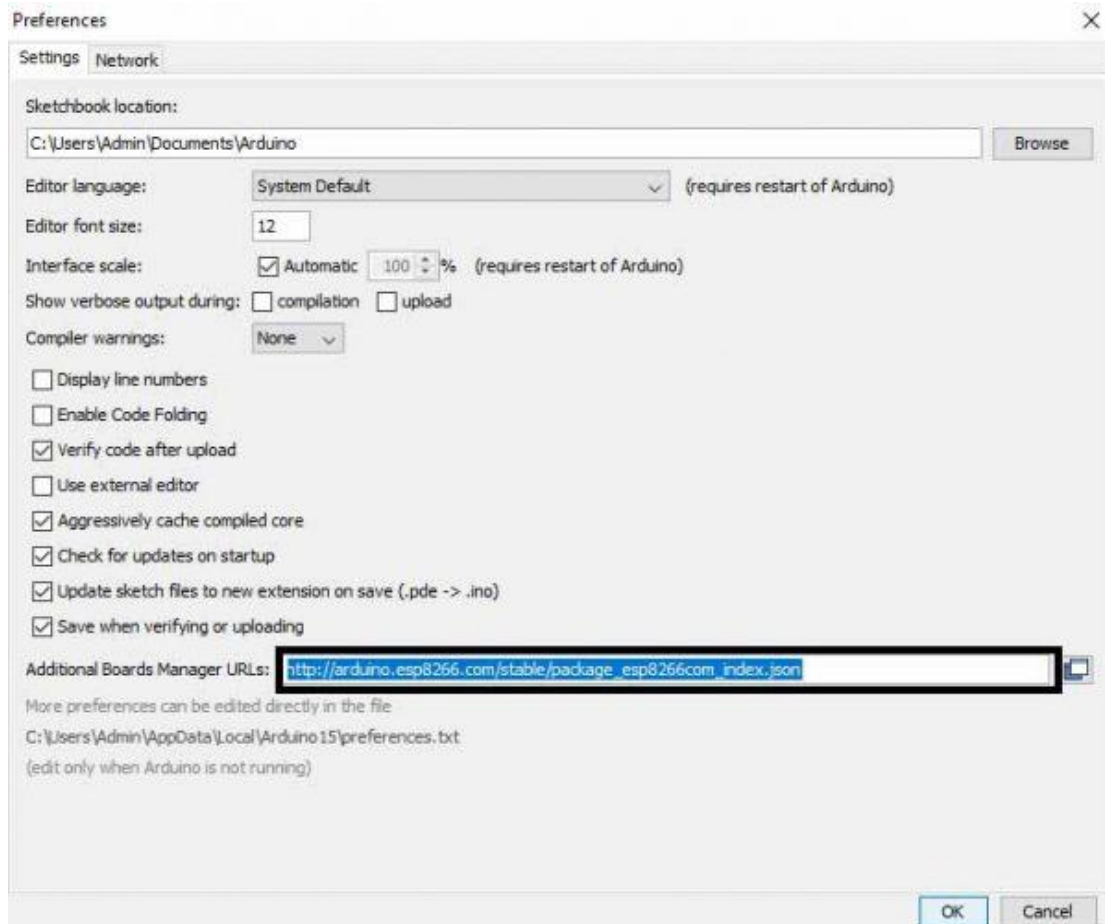 Preferences
Settings Network
Sketchbook location:
C:\Users\Admin\Documents\Arduino Browse
Editor language: System Default (requires restart of Arduino)
Editor font size: 12
Interface scale: Automatic 100 % (requires restart of Arduino)
Show verbose output during: compilation upload
Compiler warnings: None
Display line numbers
Enable Code Folding
Verify code after upload
Use external editor
Aggressively cache compiled core
Check for updates on startup
Update sketch files to new extension on save (.pde -> .ino)
Save when verifying or uploading
Additional Boards Manager URLs: http://arduino.esp8266.com/stable/package_esp8266com_index.json
More preferences can be edited directly in the file
C:\Users\Admin\AppData\Local\Arduino15\preferences.txt
(edit only when Arduino is not running)
OK Cancel